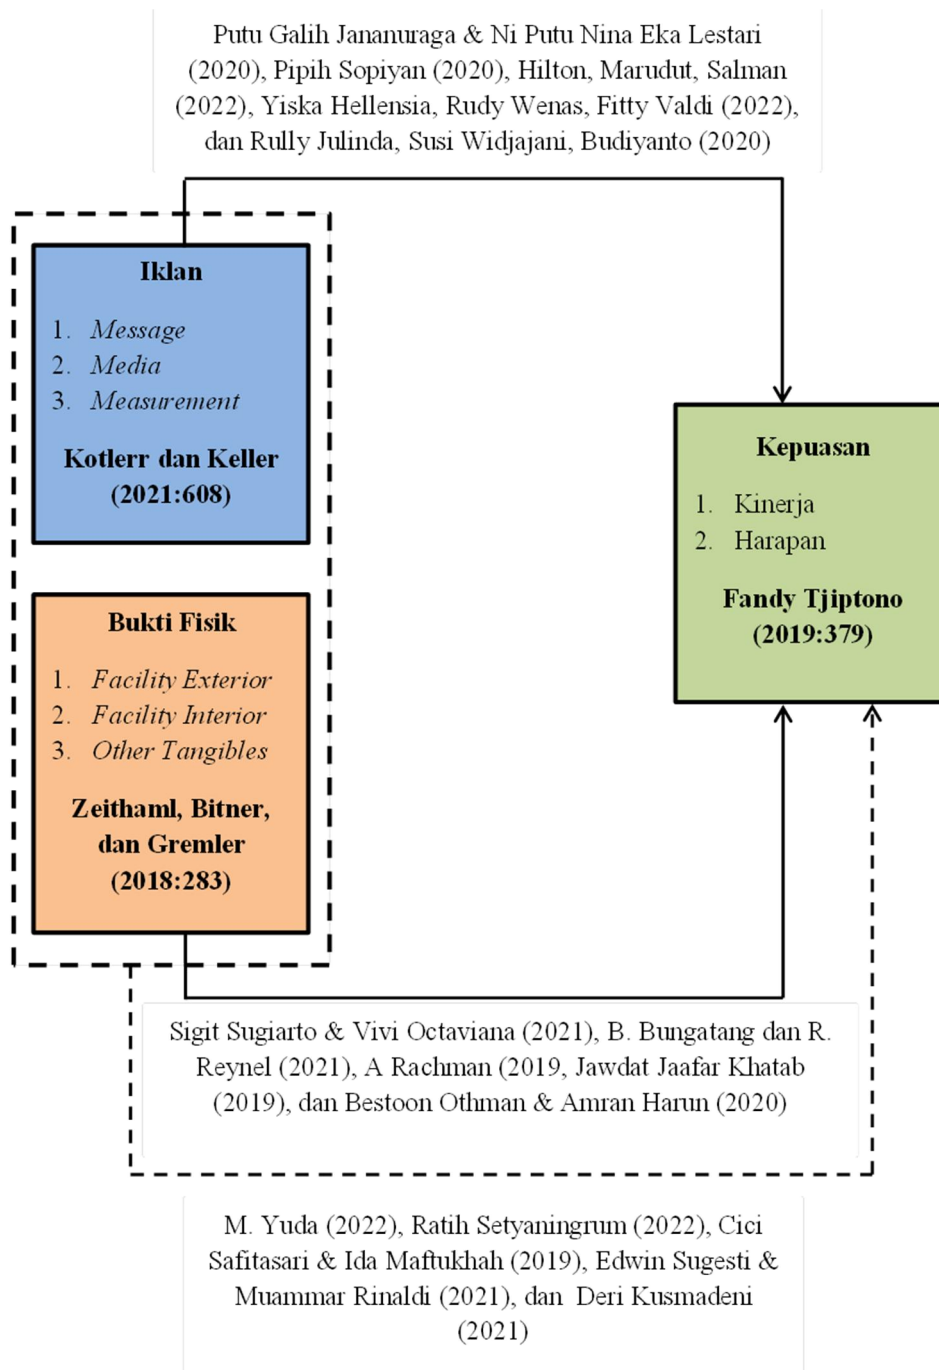 Putu Galih Jananuraga & Ni Putu Nina Eka Lestari
(2020), Pipih Sopiyan (2020), Hilton, Marudut, Salman
(2022), Yiska Hellensia, Rudy Wenas, Fitty Valdi (2022),
dan Rully Julinda, Susi Widjajani, Budiyanto (2020)
Iklan
1. Message
2. Media
3. Measurement
Kotlerr dan Keller
(2021:608)
Kepuasan
1. Kinerja
2. Harapan
Fandy Tjiptono
(2019:379)
Bukti Fisik
1. Facility Exterior
2. Facility Interior
3. Other Tangibles
Zeithaml, Bitner,
dan Gremler
(2018:283)
Sigit Sugiarto & Vivi Octaviana (2021), B. Bungatang dan R.
Reynel (2021), A Rachman (2019, Jawdat Jaafar Khatab
(2019), dan Bestoon Othman & Amran Harun (2020)
M. Yuda (2022), Ratih Setyaningrum (2022), Cici
Safitasari & Ida Maftukhah (2019), Edwin Sugesti &
Muammar Rinaldi (2021), dan Deri Kusmadeni
(2021)